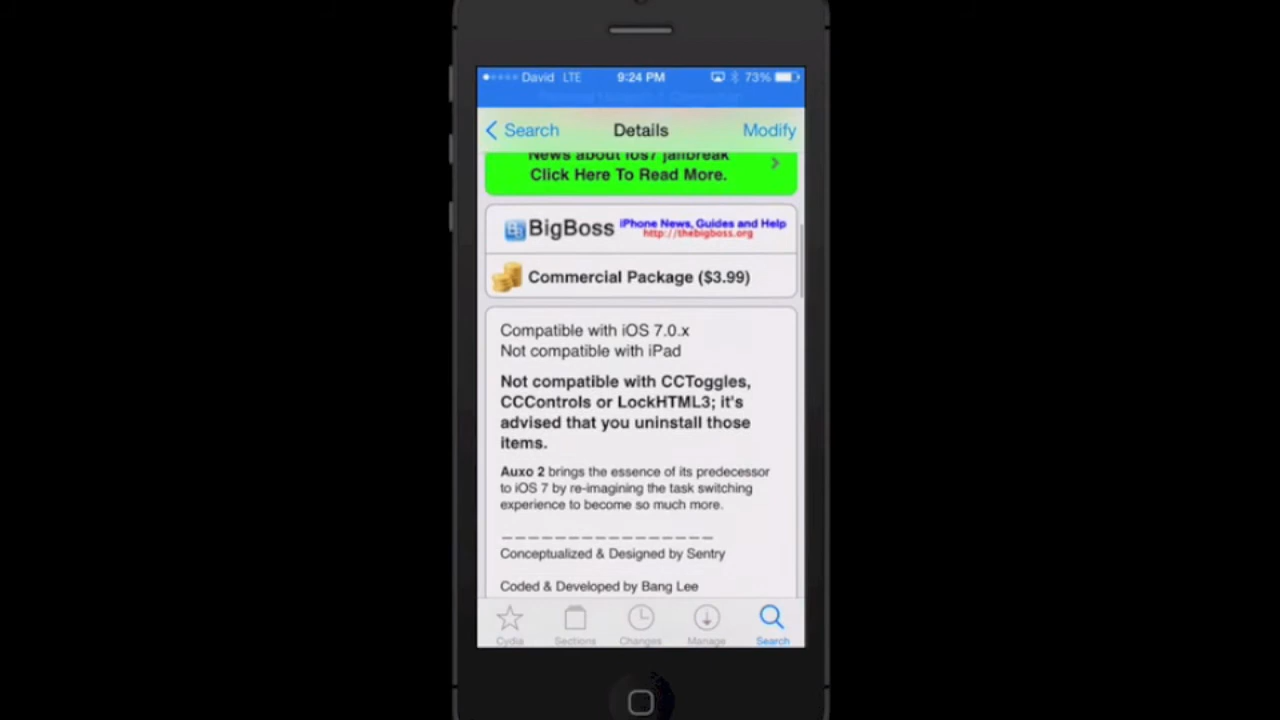 David LTE 9:24 PM 73%
Search Details Modify
News about ios7 jailbreak
Click Here To Read More.
BigBoss iPhone News, Guides and Help
http://thebigboss.org
Commercial Package ($3.99)
Compatible with iOS 7.0.x
Not compatible with iPad
Not compatible with CCToggles,
CCControls or LockHTML3; it's
advised that you uninstall those
items.
Auxo 2 brings the essence of its predecessor
to iOS 7 by re-imagining the task switching
experience to become so much more.
_ _ _ _ _ _ _ _ _ _ _ _ _ _ _ _
Conceptualized & Designed by Sentry
Coded & Developed by Bang Lee
Cydia Sections Changes Manage Search